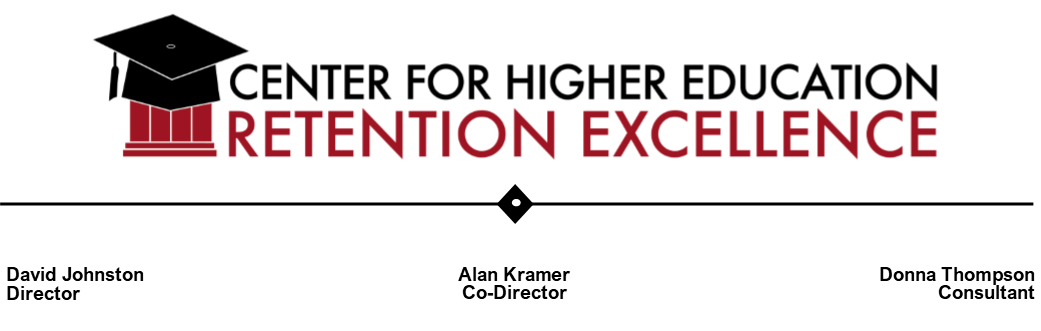 CENTER FOR HIGHER EDUCATION
RETENTION EXCELLENCE
David Johnston
Director
Alan Kramer
Co-Director
Donna Thompson
Consultant